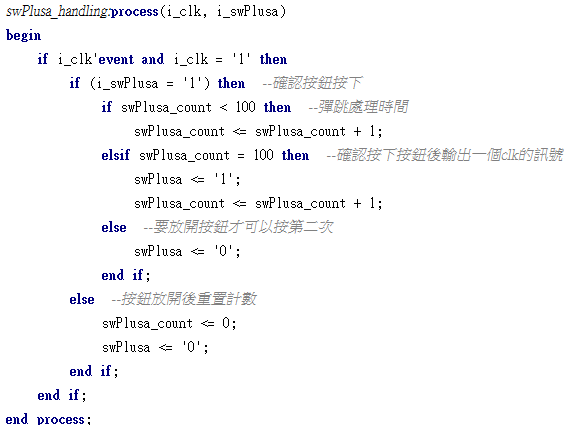 swPlusa_handling:process(i_clk, i_swPlusa)
begin
if i_clk'event and i_clk = '1' then
if (i_swPlusa = '1') then --確認按鈕按下
if swPlusa_count < 100 then --彈跳處理時間
swPlusa_count <= swPlusa_count + 1;
elsif swPlusa_count = 100 then --確認按下按鈕後輸出一個clk的訊號
swPlusa <= '1';
swPlusa_count <= swPlusa_count + 1;
else --要放開按鈕才可以按第二次
swPlusa <= '0';
end if;
else --按鈕放開後重置計數
swPlusa_count <= 0;
swPlusa <= '0';
end if;
end if;
end process;